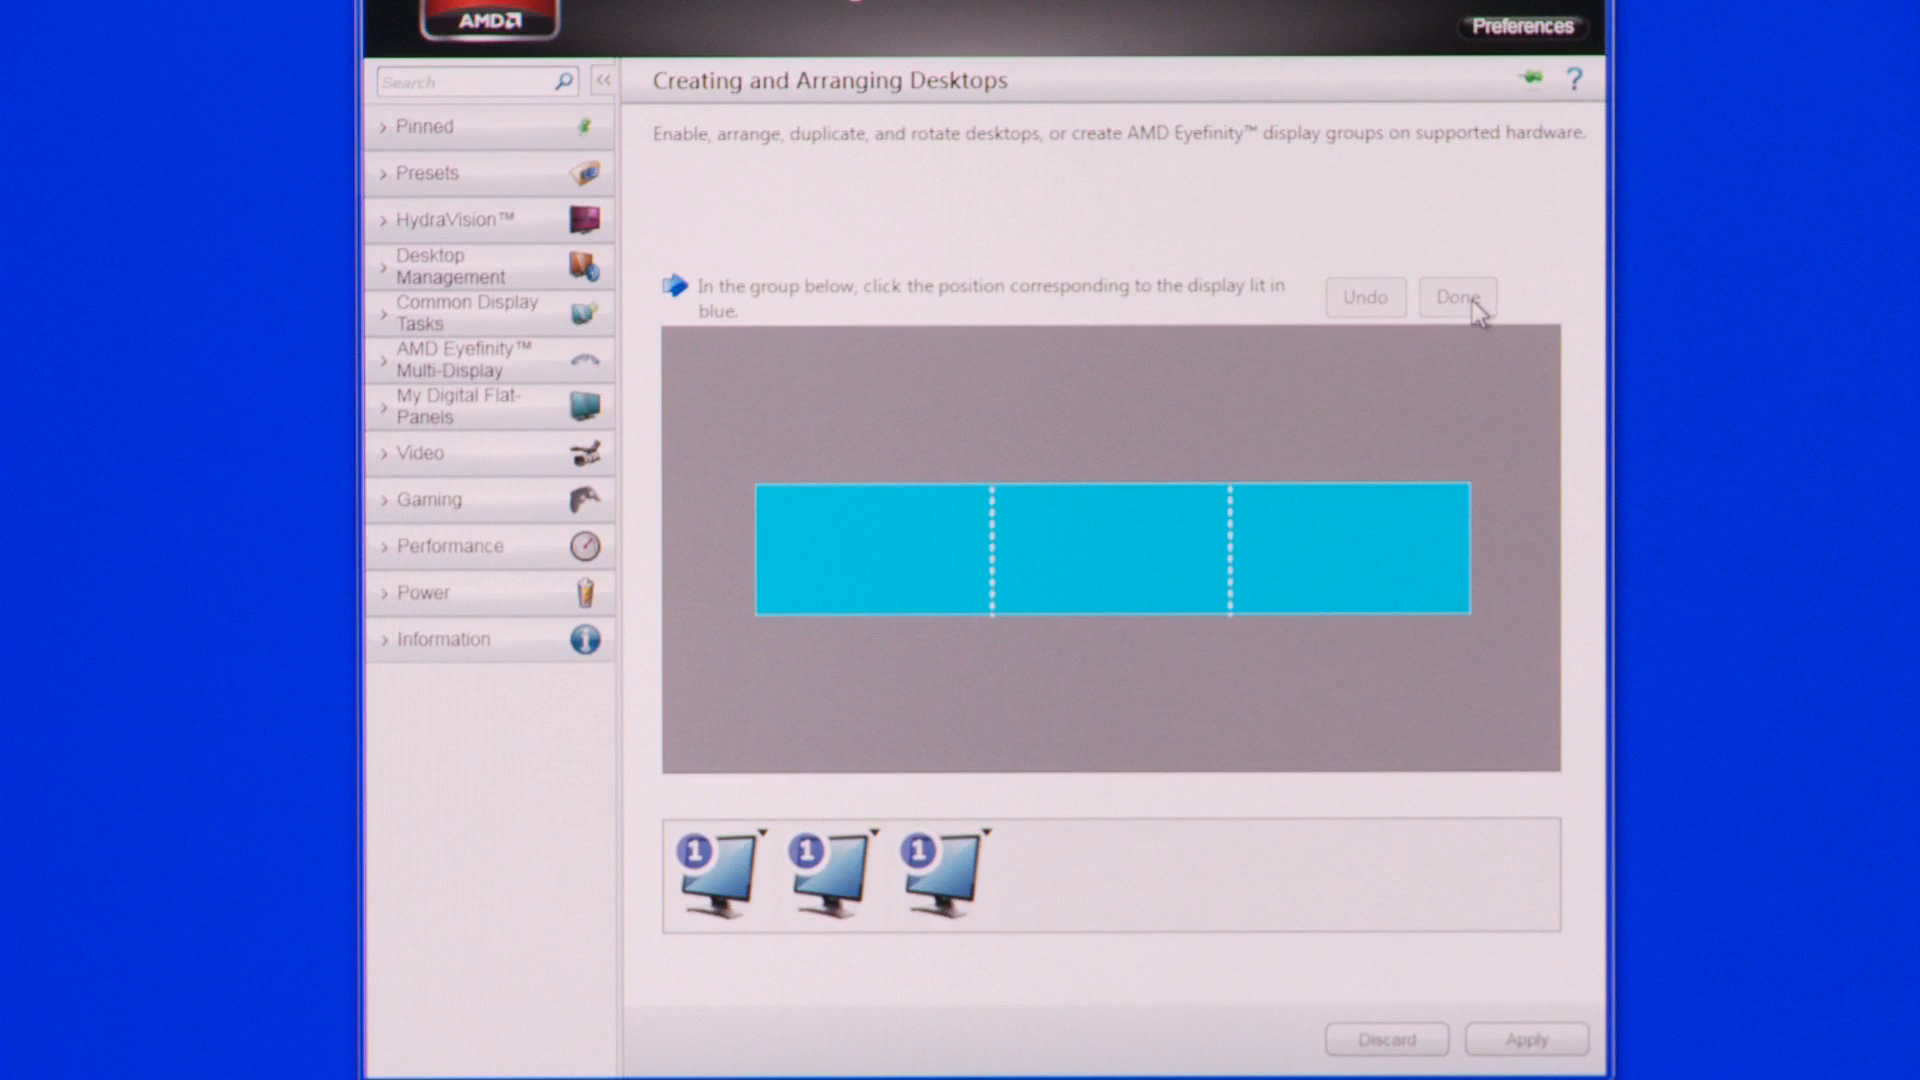 AMD
Preferences
Search
<<
Creating and Arranging Desktops
?
Enable, arrange, duplicate, and rotate desktops, or create AMD Eyefinity™ display groups on supported hardware.
> Pinned
> Presets
> HydraVision™
> Desktop
Management
> Common Display
Tasks
> AMD Eyefinity™
Multi-Display
> My Digital Flat-
Panels
> Video
> Gaming
> Performance
> Power
> Information
In the group below, click the position corresponding to the display lit in
blue.
Undo
Done
1
1
1
Discard
Apply